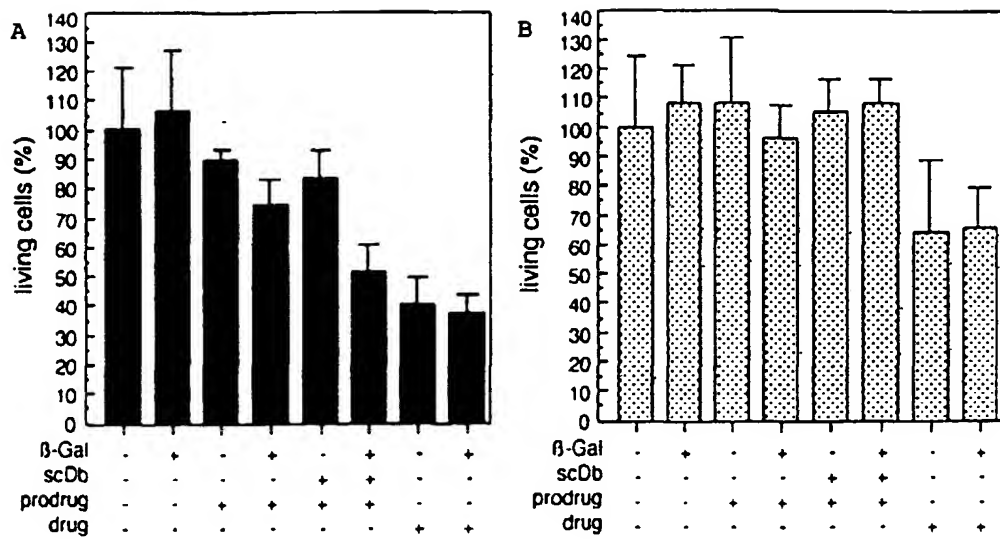 A
living cells (%)
140
130
120
110
100
90
80
70
60
50
40
30
20
10
0
ß-Gal - + - + - + - +
scDb - - - - + + - -
prodrug - - + + + + - -
drug - - - - - - + +
B
living cells (%)
140
130
120
110
100
90
80
70
60
50
40
30
20
10
0
ß-Gal - + - + - + - +
scDb - - - - + + - -
prodrug - - + + + + - -
drug - - - - - - + +